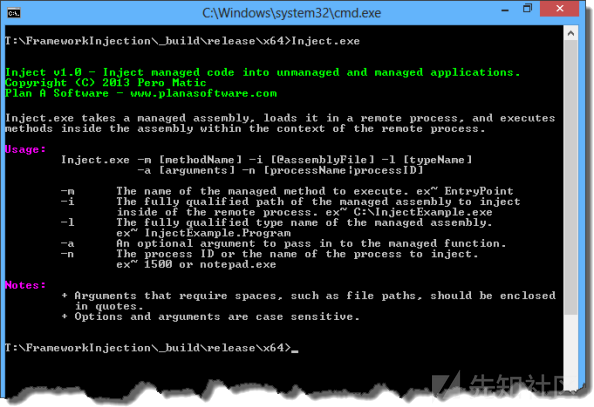 C:\Windows\system32\cmd.exe
T:\FrameworkInjection\_build\release\x64>Inject.exe
Inject v1.0 - Inject managed code into unmanaged and managed applications.
Copyright (C) 2013 Pero Matic
Plan A Software - www.planasoftware.com
Inject.exe takes a managed assembly, loads it in a remote process, and executes
methods inside the assembly within the context of the remote process.
Usage:
Inject.exe -m [methodName] -i [@assemblyFile] -l [typeName]
-a [arguments] -n [processName|processID]
-m The name of the managed method to execute. ex~ EntryPoint
-i The fully qualified path of the managed assembly to inject
inside of the remote process. ex~ C:\InjectExample.exe
-l The fully qualified type name of the managed assembly.
ex~ InjectExample.Program
-a An optional argument to pass in to the managed function.
-n The process ID or the name of the process to inject.
ex~ 1500 or notepad.exe
Notes:
+ Arguments that require spaces, such as file paths, should be enclosed
in quotes.
+ Options and arguments are case sensitive.
T:\FrameworkInjection\_build\release\x64>_
先知社区